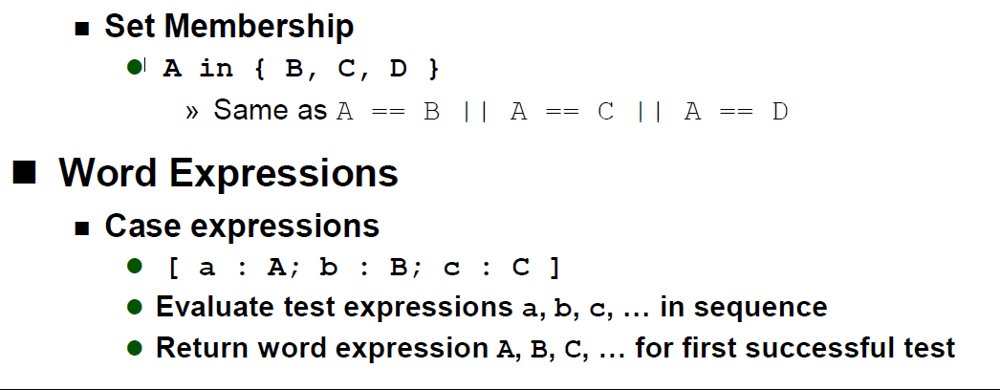 ■ Set Membership
● A in { B, C, D }
» Same as A == B || A == C || A == D
■ Word Expressions
■ Case expressions
● [ a : A; b : B; c : C ]
● Evaluate test expressions a, b, c, … in sequence
● Return word expression A, B, C, … for first successful test